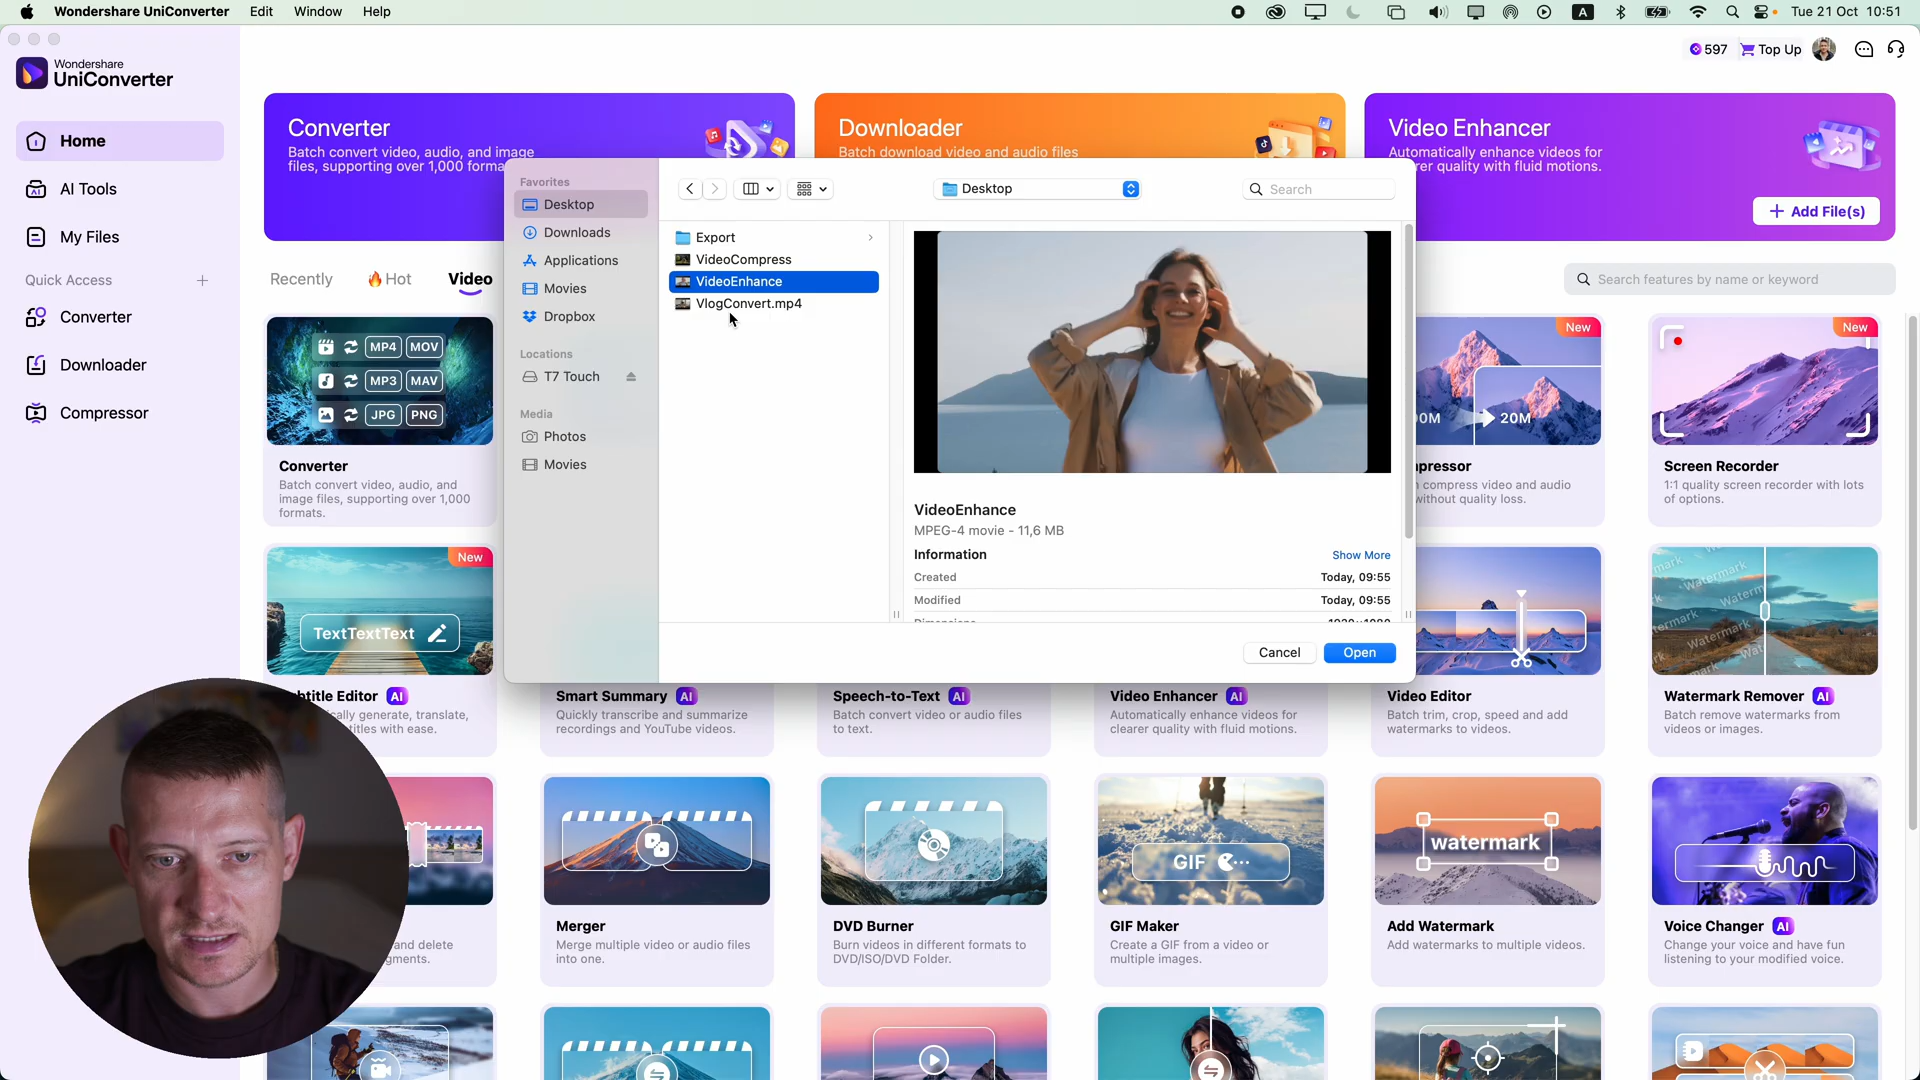 Wondershare UniConverter Edit Window Help
A
Tue 21 Oct 10:51
Wondershare
UniConverter
597 Top Up
Home
AI Tools
My Files
Quick Access
Converter
Downloader
Compressor
Converter
Batch convert video, audio, and image
files, supporting over 1,000 forma
Downloader
Batch download video and audio files
Video Enhancer
Automatically enhance videos for
rer quality with fluid motions.
Add File(s)
Recently
Hot
Video
Search features by name or keyword
Favorites
Desktop
Downloads
Applications
Movies
Dropbox
Locations
T7 Touch
Media
Photos
Movies
Desktop
Search
Export
VideoCompress
VideoEnhance
VlogConvert.mp4
VideoEnhance
MPEG-4 movie - 11,6 MB
Information
Show More
Created
Today, 09:55
Modified
Today, 09:55
Dimensions
1920×1080
Cancel
Open
MP4 MOV
MP3 MAV
JPG PNG
Converter
Batch convert video, audio, and
image files, supporting over 1,000
formats.
00M 20M
pressor
compress video and audio
without quality loss.
New
New
Screen Recorder
1:1 quality screen recorder with lots
of options.
New
TextTextText
btitle Editor AI
cally generate, translate,
titles with ease.
Smart Summary AI
Quickly transcribe and summarize
recordings and YouTube videos.
Speech-to-Text AI
Batch convert video or audio files
to text.
Video Enhancer AI
Automatically enhance videos for
clearer quality with fluid motions.
Video Editor
Batch trim, crop, speed and add
watermarks to videos.
Watermark
Watermark
Watermark
Watermark Remover AI
Batch remove watermarks from
videos or images.
and delete
gments.
Merger
Merge multiple video or audio files
into one.
DVD Burner
Burn videos in different formats to
DVD/ISO/DVD Folder.
GIF
GIF Maker
Create a GIF from a video or
multiple images.
watermark
Add Watermark
Add watermarks to multiple videos.
Voice Changer AI
Change your voice and have fun
listening to your modified voice.